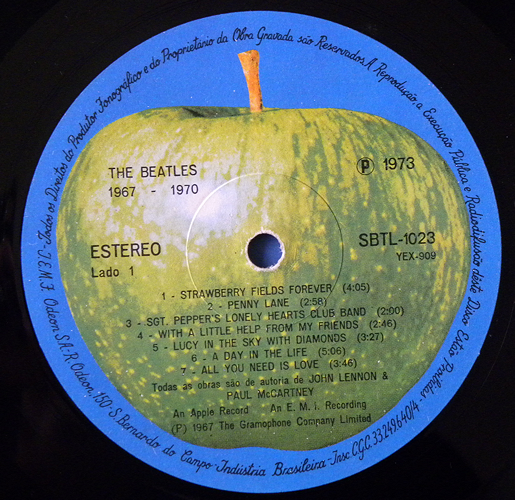 Todos os Direitos do Produtor Fonográfico e do Proprietário da Obra Gravada são Reservados. A Reprodução, a Execução Pública e Radiodifusão dêste Disco Estão Proibidas - I.E.M.F. Odeon S.A.: R. Odeon, 150 - S. Bernardo do Campo - Indústria Brasileira - Insc. C.G.C. 33.249.640/4 -
THE BEATLES
1967 - 1970
Ⓟ 1973
ESTEREO
Lado 1
SBTL-1023
YEX-909
1 - STRAWBERRY FIELDS FOREVER (4:05)
2 - PENNY LANE (2:58)
3 - SGT. PEPPER'S LONELY HEARTS CLUB BAND (2:00)
4 - WITH A LITTLE HELP FROM MY FRIENDS (2:46)
5 - LUCY IN THE SKY WITH DIAMONDS (3:27)
6 - A DAY IN THE LIFE (5:06)
7 - ALL YOU NEED IS LOVE (3:46)
Todas as obras são de autoria de JOHN LENNON &
PAUL McCARTNEY
An Apple Record An E. M. I. Recording
(P) 1967 The Gramophone Company Limited